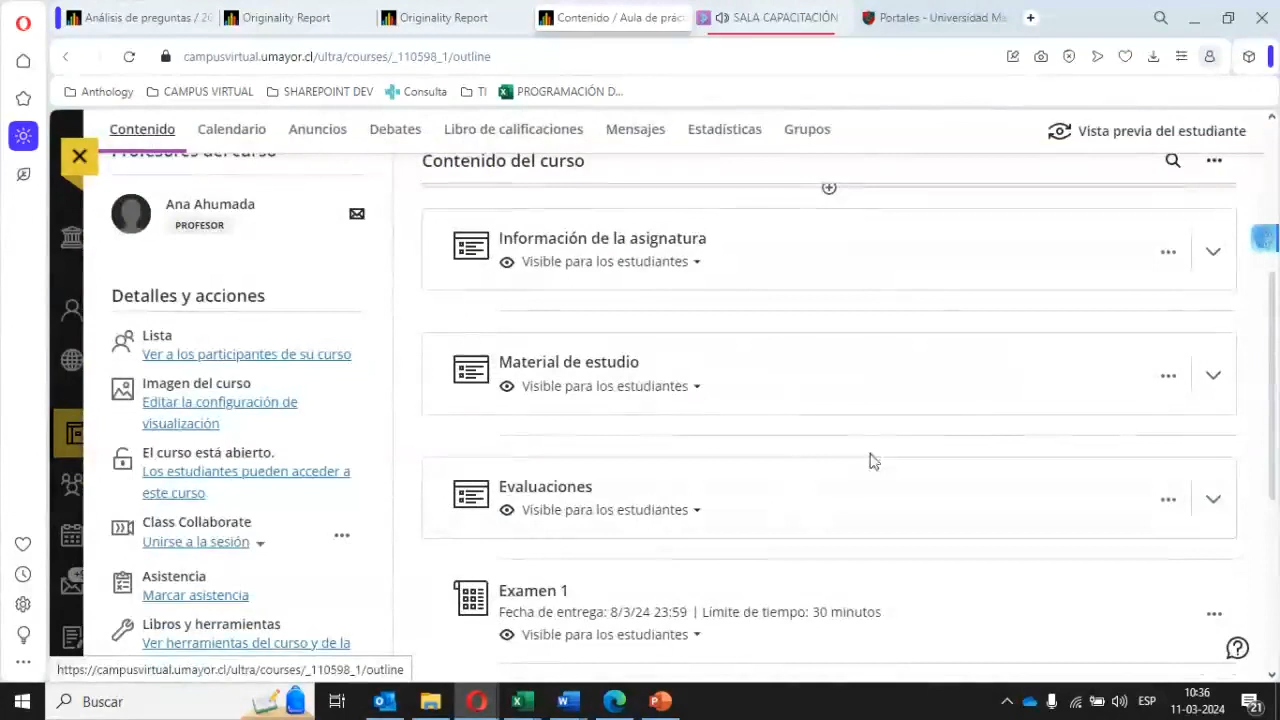 Análisis de preguntas / 20
Originality Report
Originality Report
Contenido / Aula de prác
SALA CAPACITACIÓN
Portales - Universidad M
campusvirtual.umayor.cl/ultra/courses/_110598_1/outline
Anthology
CAMPUS VIRTUAL
SHAREPOINT DEV
Consulta
TI
PROGRAMACIÓN D...
Contenido
Calendario
Anuncios
Debates
Libro de calificaciones
Mensajes
Estadísticas
Grupos
Vista previa del estudiante
Profesores del curso
Ana Ahumada
PROFESOR
Detalles y acciones
Lista
Ver a los participantes de su curso
Imagen del curso
Editar la configuración de
visualización
El curso está abierto.
Los estudiantes pueden acceder a
este curso
Class Collaborate
Unirse a la sesión
Asistencia
Marcar asistencia
Libros y herramientas
Ver herramientas del curso y de la
Contenido del curso
Información de la asignatura
Visible para los estudiantes
Material de estudio
Visible para los estudiantes
Evaluaciones
Visible para los estudiantes
Examen 1
Fecha de entrega: 8/3/24 23:59 | Límite de tiempo: 30 minutos
Visible para los estudiantes
https://campusvirtual.umayor.cl/ultra/courses/_110598_1/outline
Buscar
ESP
10:36
11-03-2024
21